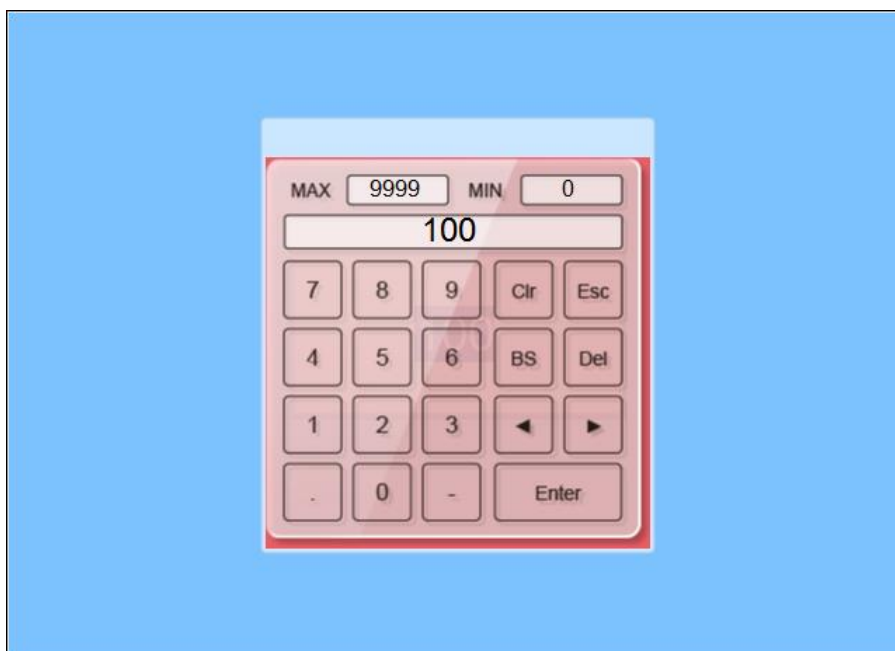 MAX 9999 MIN 0
100
7 8 9 Clr Esc
4 5 6 BS Del
1 2 3 ◄ ►
. 0 - Enter